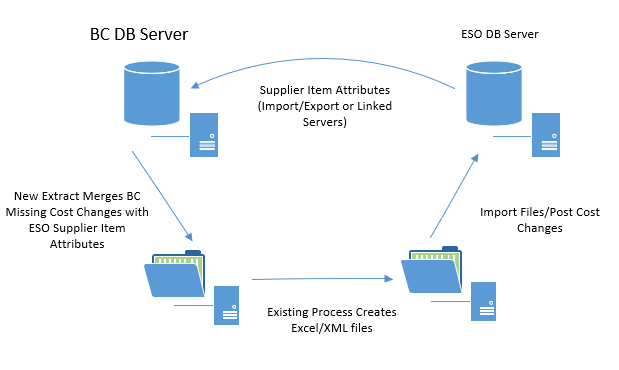 BC DB Server
ESO DB Server
Supplier Item Attributes
(Import/Export or Linked
Servers)
New Extract Merges BC
Missing Cost Changes with
ESO Supplier Item
Attributes
Import Files/Post Cost
Changes
Existing Process Creates
Excel/XML files